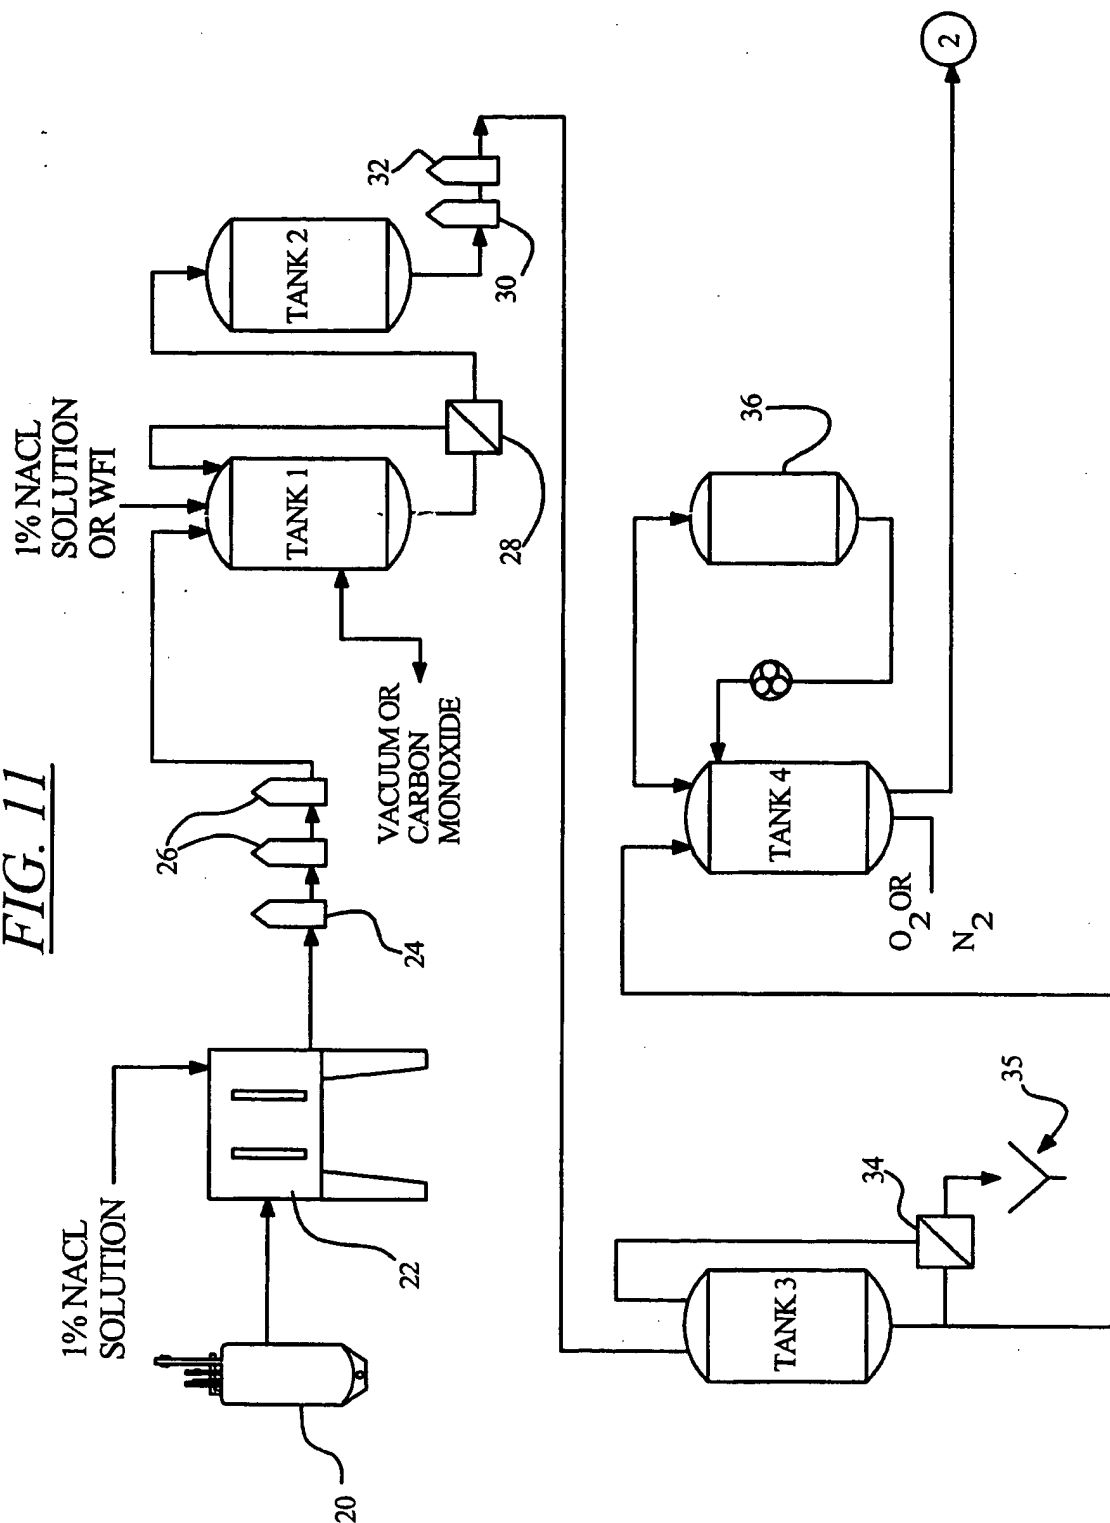 FIG. 11
1% NACL
SOLUTION
20
22
24
26
1% NACL
SOLUTION
OR WFI
TANK 1
VACUUM OR
CARBON
MONOXIDE
28
TANK 2
30
32
TANK 3
34
35
TANK 4
O2 OR
N2
36
2